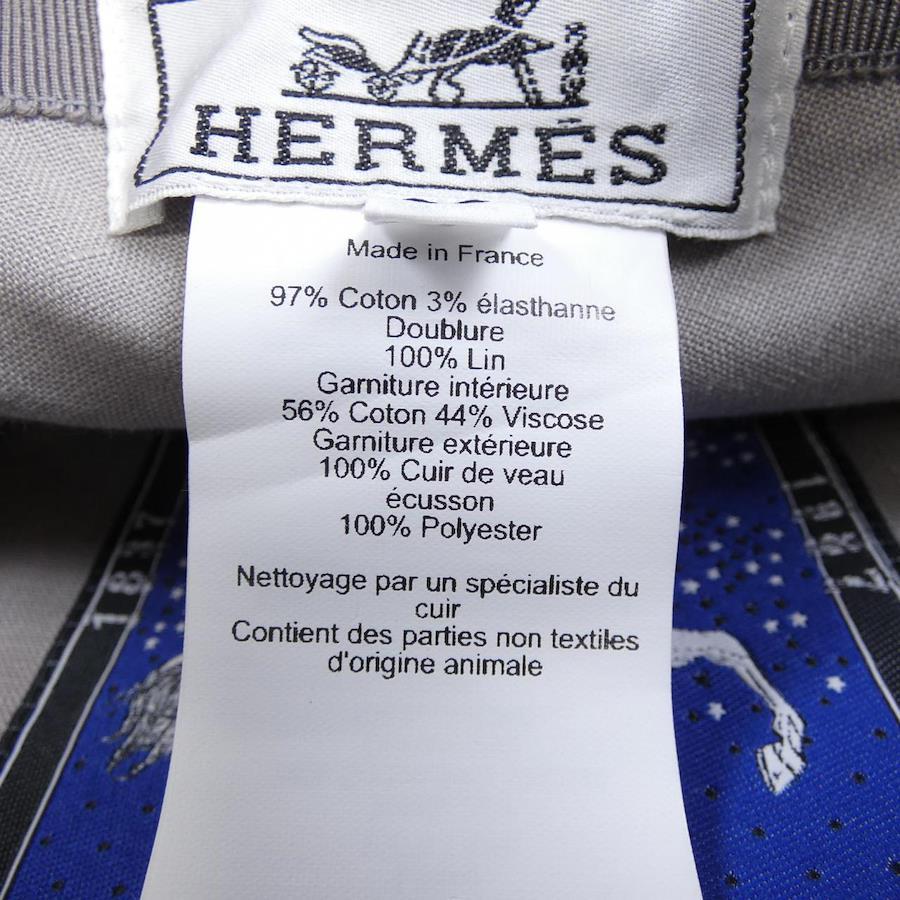 HERMÈS
Made in France
97% Coton 3% élasthanne
Doublure
100% Lin
Garniture intérieure
56% Coton 44% Viscose
Garniture extérieure
100% Cuir de veau
écusson
100% Polyester
Nettoyage par un spécialiste du
cuir
Contient des parties non textiles
d'origine animale
1837